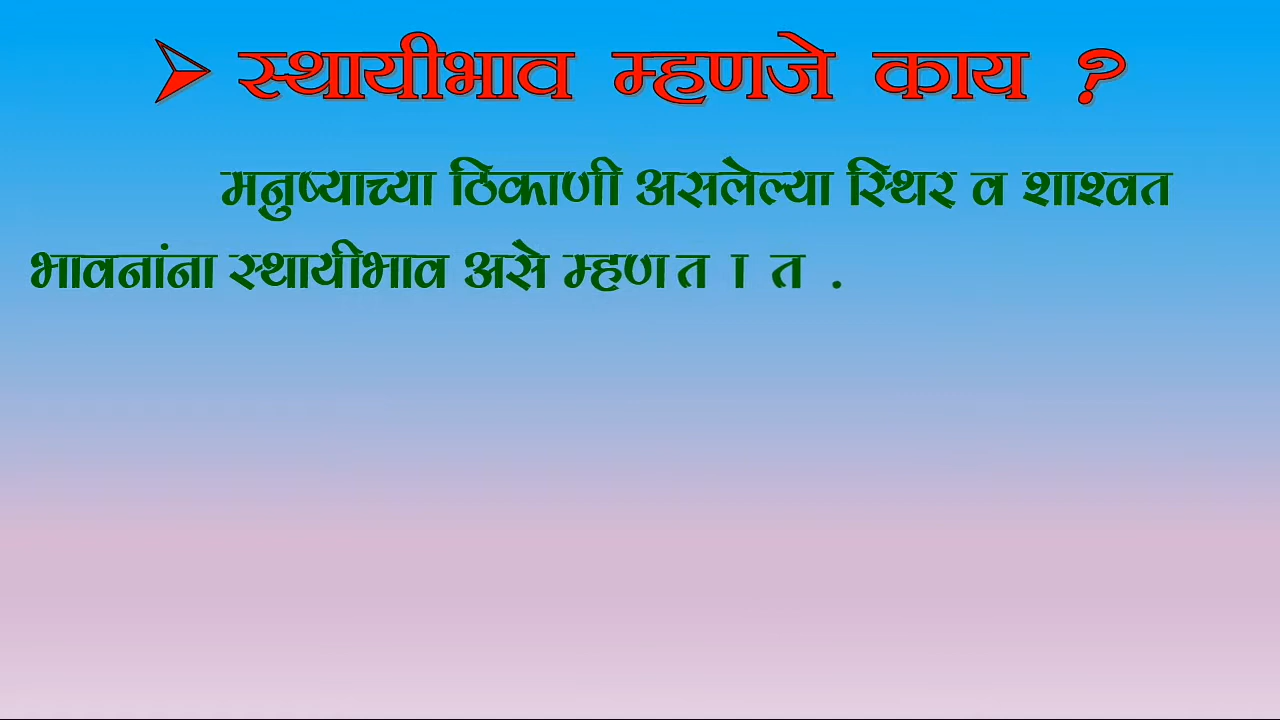 स्थायीभाव म्हणजे काय ?
मनुष्याच्या ठिकाणी असलेल्या स्थिर व शाश्वत
भावनांना स्थायीभाव असे म्हणतात .